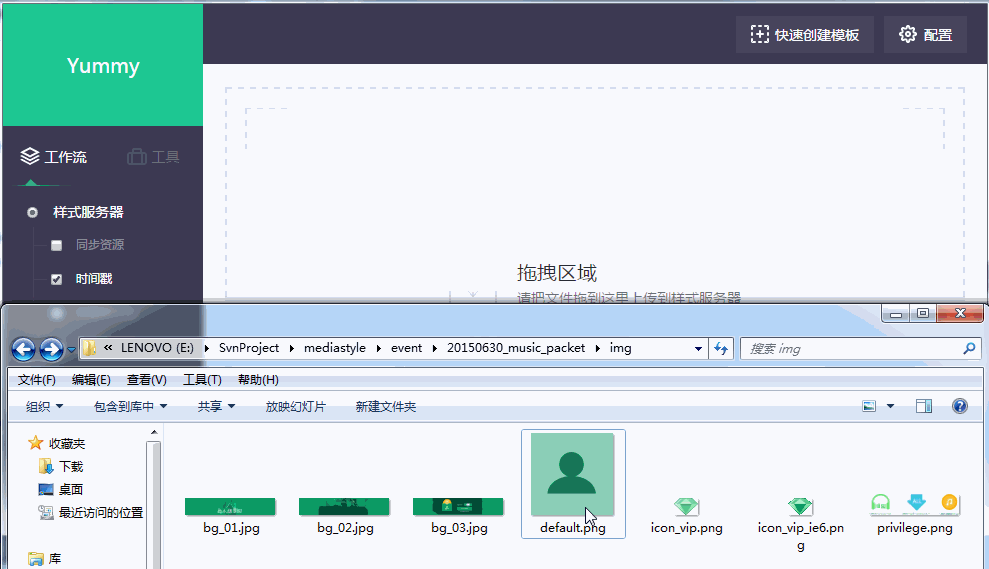 Yummy
快速创建模板
配置
工作流
工具
样式服务器
同步资源
时间戳
拖拽区域
请把文件拖到这里上传到样式服务器
« LENOVO (E:) ▸ SvnProject ▸ mediastyle ▸ event ▸ 20150630_music_packet ▸ img
搜索 img
文件(F) 编辑(E) 查看(V) 工具(T) 帮助(H)
组织 包含到库中 共享 放映幻灯片 新建文件夹
收藏夹
下载
桌面
最近访问的位置
库
bg_01.jpg
bg_02.jpg
bg_03.jpg
default.png
icon_vip.png
icon_vip_ie6.pn
g
privilege.png